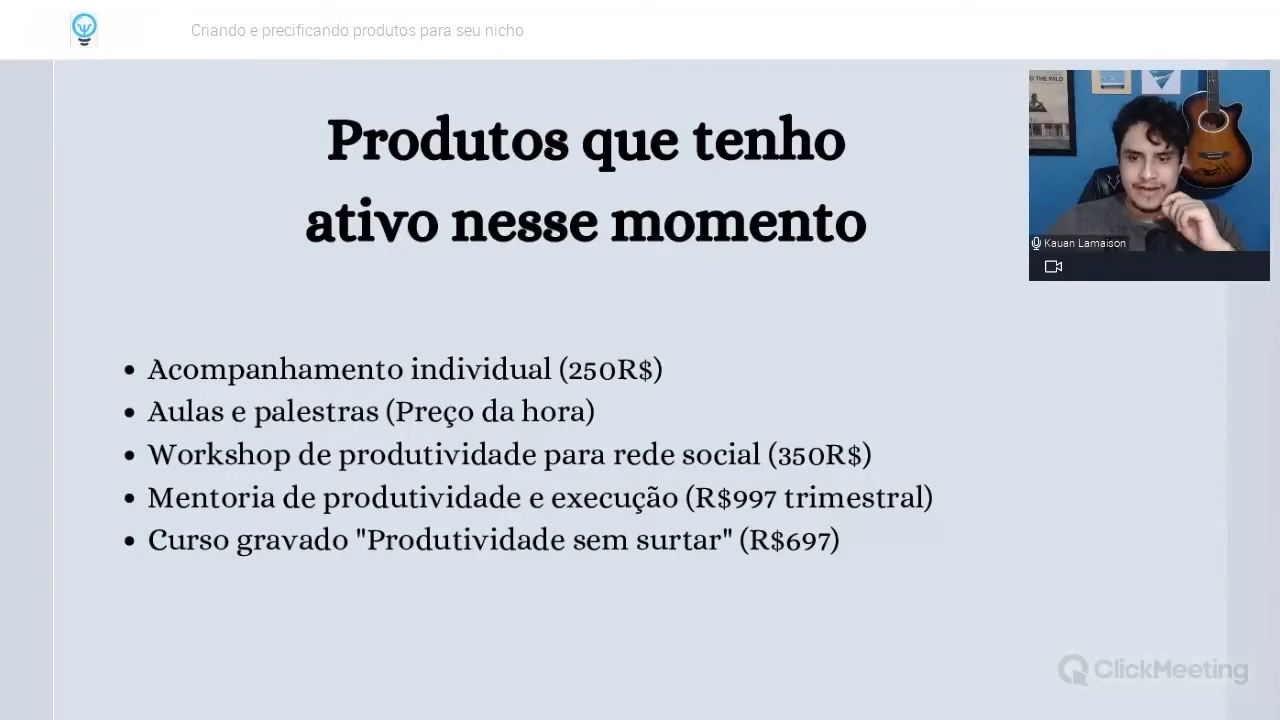 Criando e precificando produtos para seu nicho
Produtos que tenho
ativo nesse momento
THE WILD
Kauan Lamaison
• Acompanhamento individual (250R$)
• Aulas e palestras (Preço da hora)
• Workshop de produtividade para rede social (350R$)
• Mentoria de produtividade e execução (R$997 trimestral)
• Curso gravado "Produtividade sem surtar" (R$697)
ClickMeeting